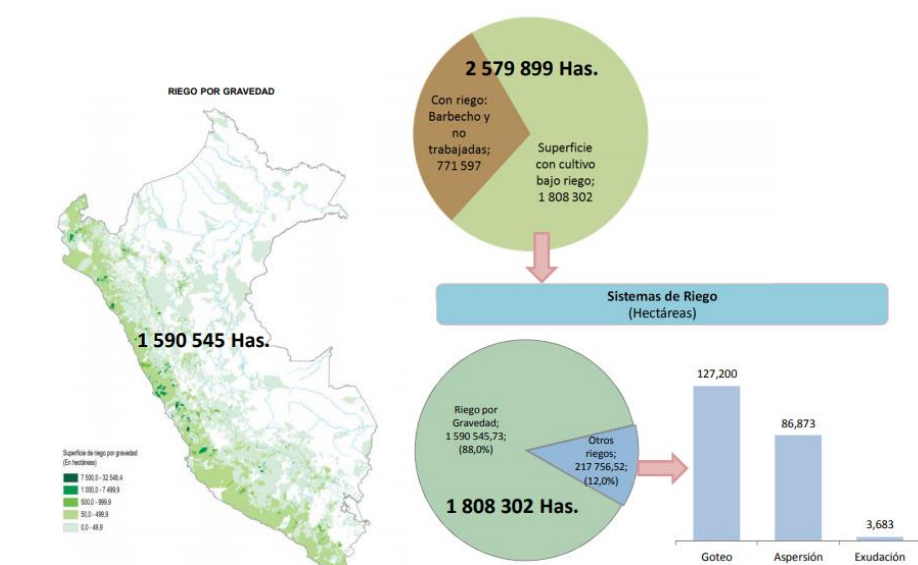 RIEGO POR GRAVEDAD
1 590 545 Has.
Superficie de riego por gravedad
(En hectáreas)
7 500,0 - 32 546,4
1 000,0 - 7 499,9
500,0 - 999,9
50,0 - 499,9
0,0 - 49,9
2 579 899 Has.
Con riego:
Barbecho y
no
trabajadas;
771 597
Superficie
con cultivo
bajo riego;
1 808 302
Sistemas de Riego
(Hectáreas)
Riego por
Gravedad;
1 590 545,73;
(88,0%)
Otros
riegos;
217 756,52;
(12,0%)
1 808 302 Has.
127,200
86,873
3,683
Goteo
Aspersión
Exudación